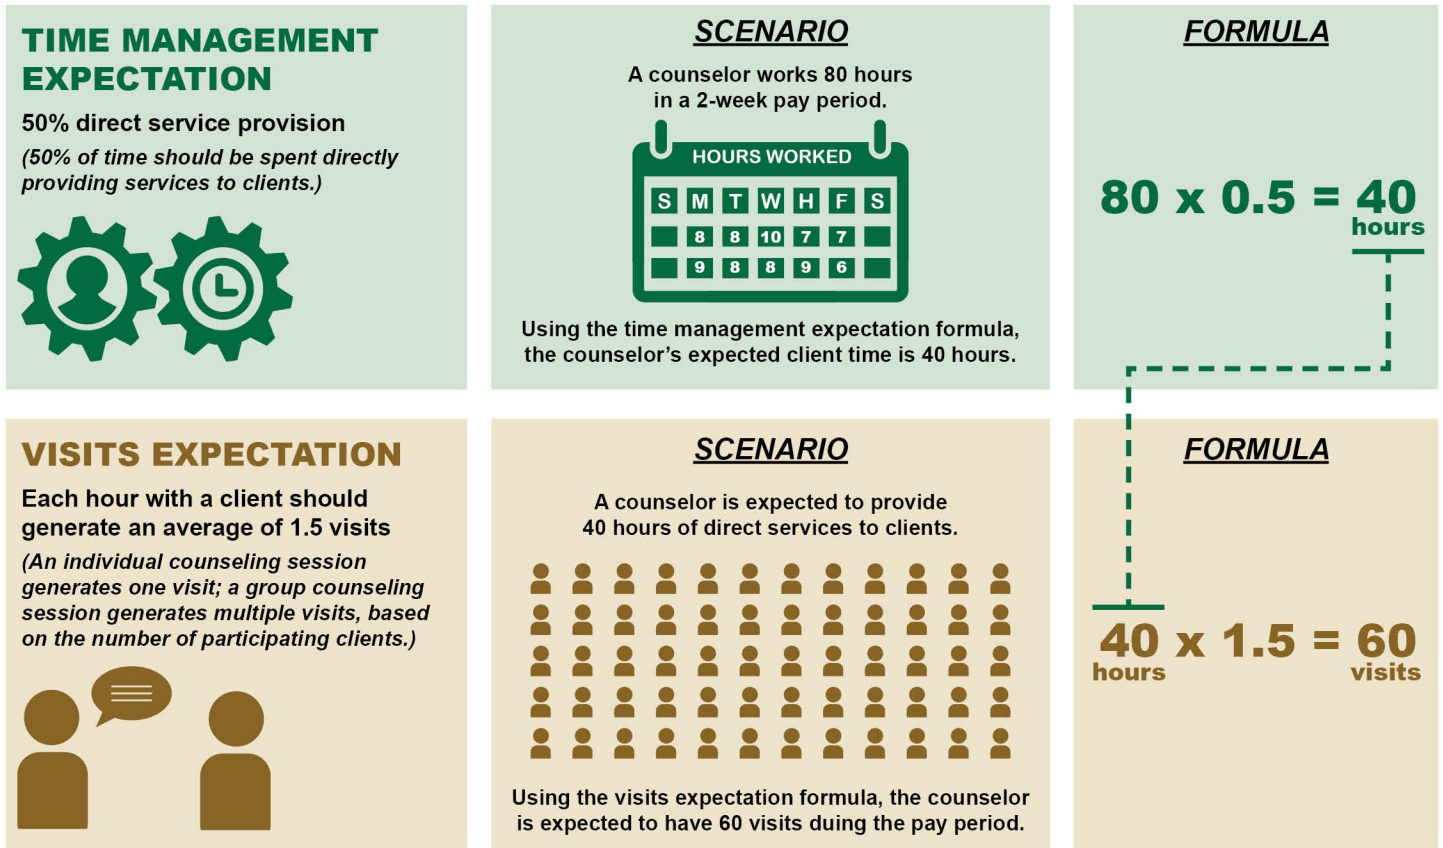 TIME MANAGEMENT
EXPECTATION
50% direct service provision
(50% of time should be spent directly
providing services to clients.)
SCENARIO
A counselor works 80 hours
in a 2-week pay period.
HOURS WORKED
S M T W H F S
8 8 10 7 7
9 8 8 9 6
Using the time management expectation formula,
the counselor's expected client time is 40 hours.
FORMULA
80 x 0.5 = 40
hours
VISITS EXPECTATION
Each hour with a client should
generate an average of 1.5 visits
(An individual counseling session
generates one visit; a group counseling
session generates multiple visits, based
on the number of participating clients.)
SCENARIO
A counselor is expected to provide
40 hours of direct services to clients.
Using the visits expectation formula, the counselor
is expected to have 60 visits duing the pay period.
FORMULA
40 x 1.5 = 60
hours visits